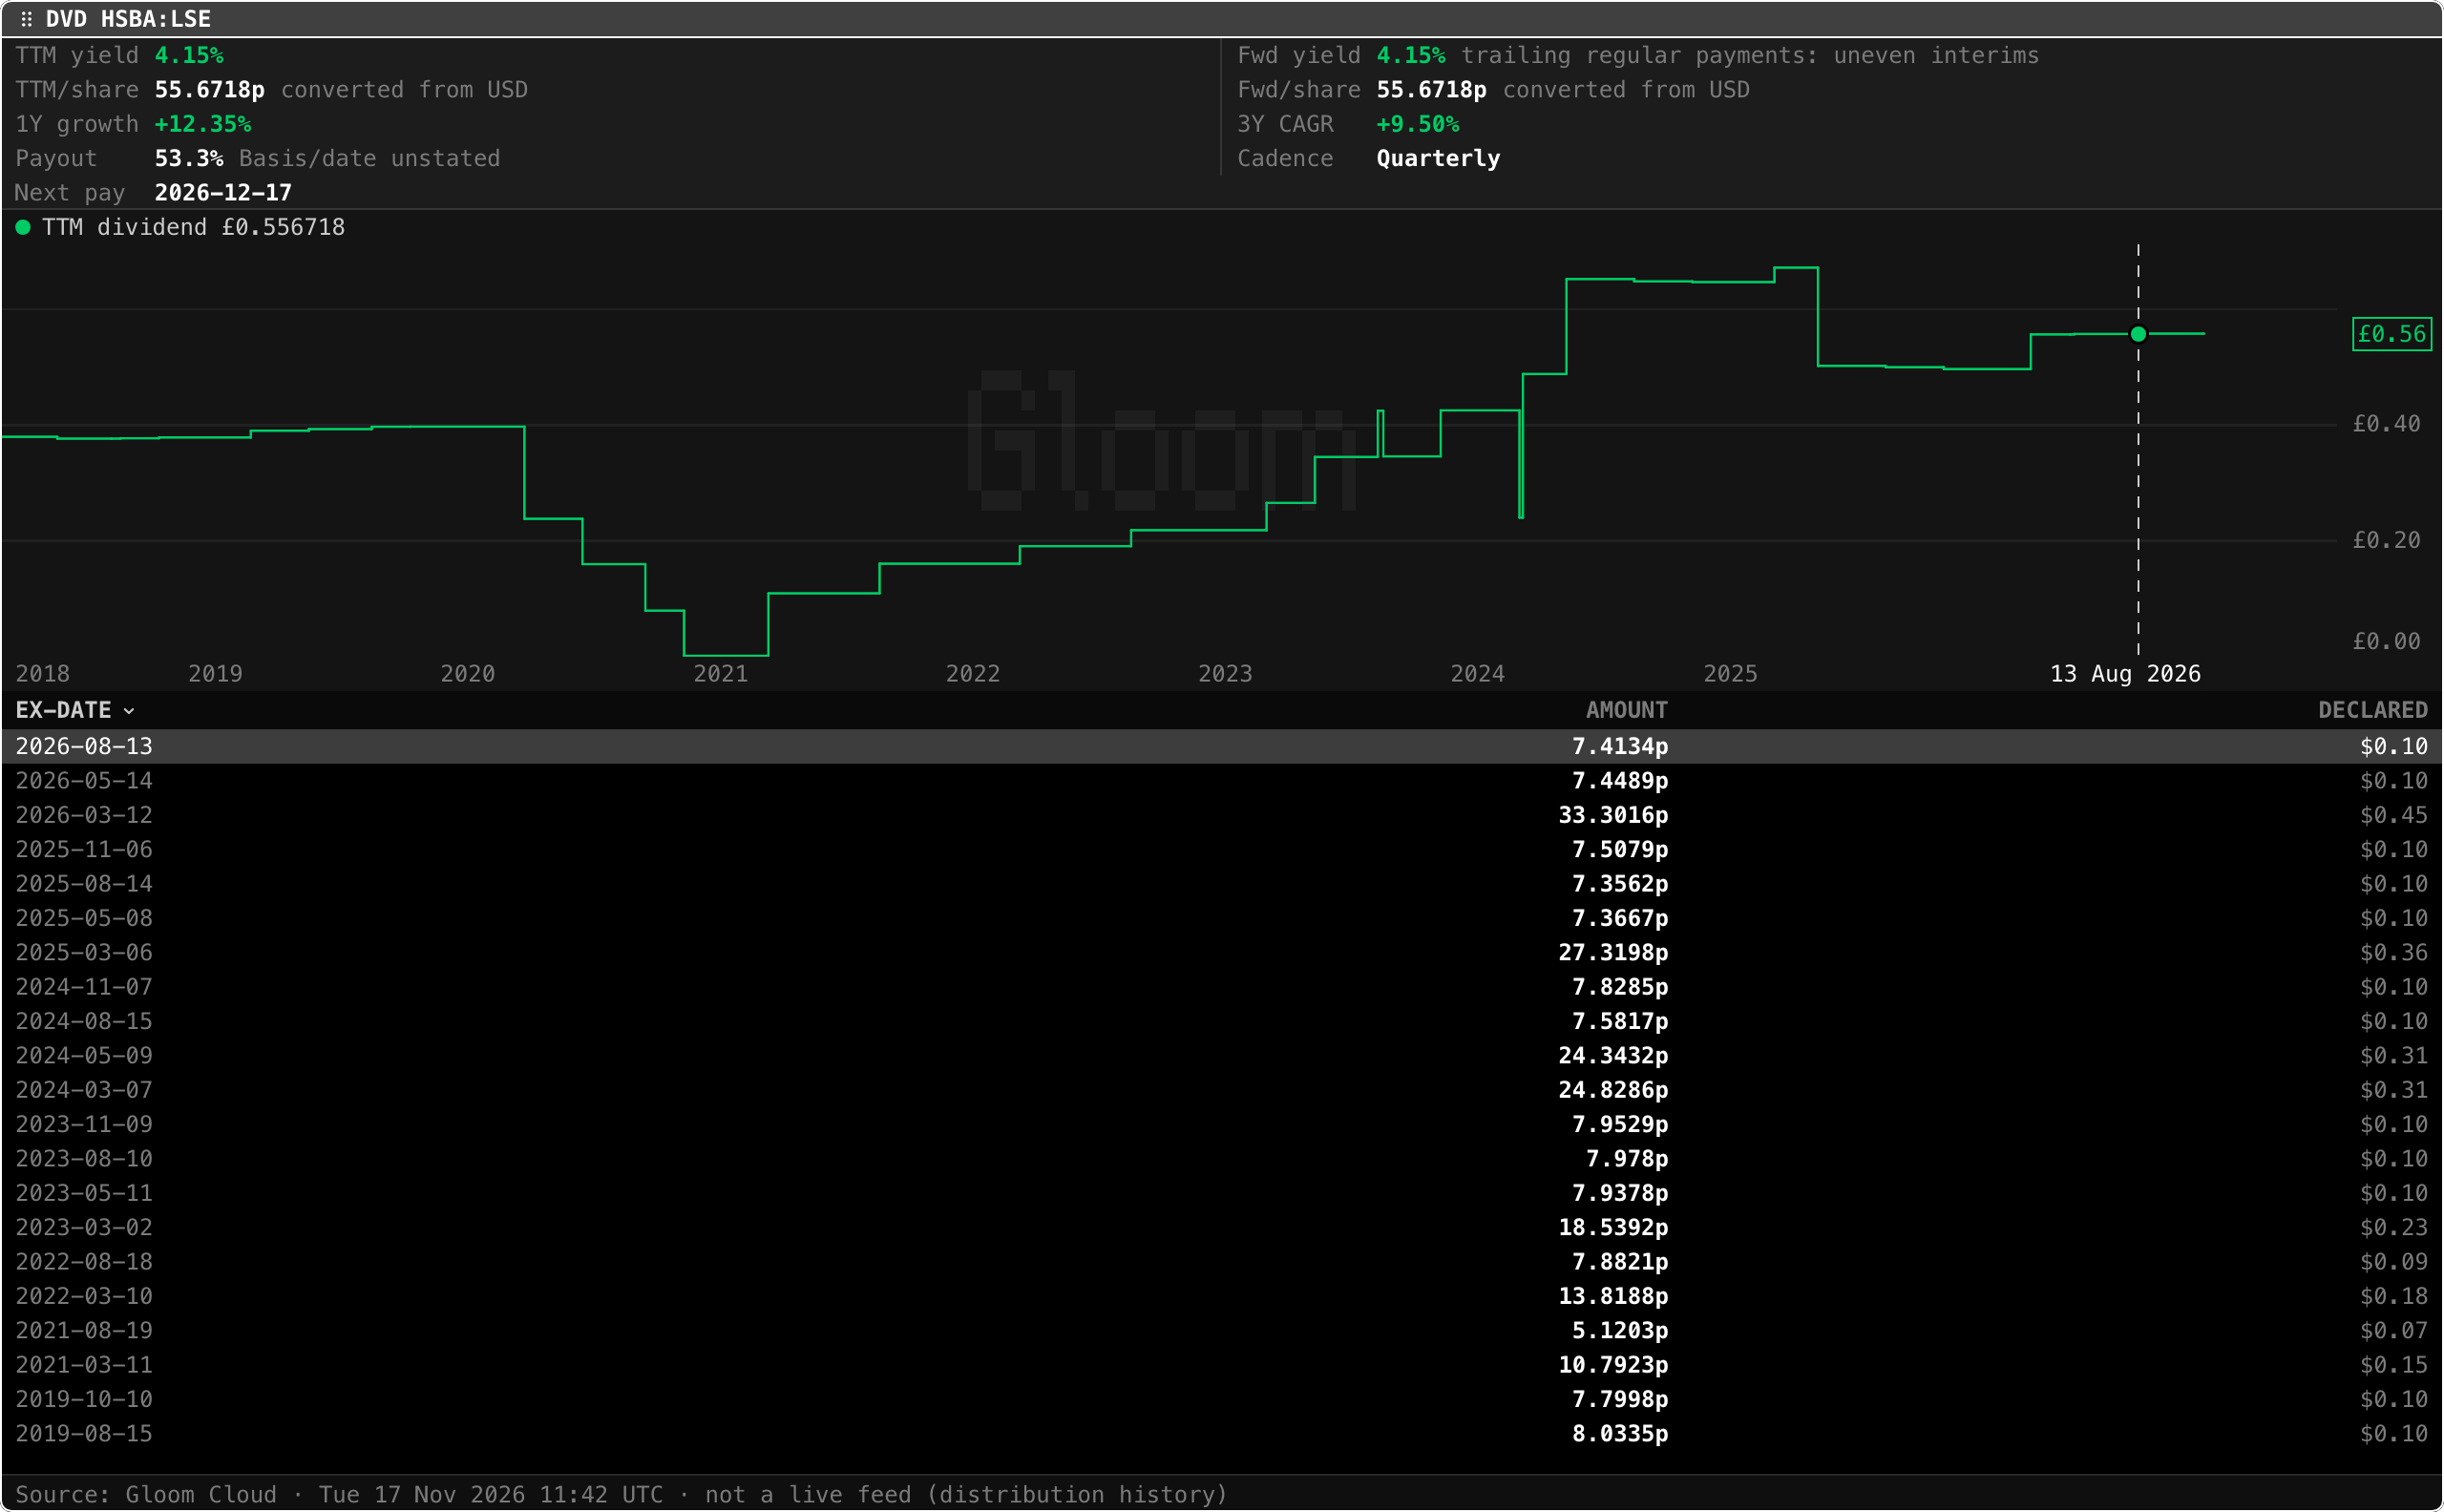 ⠿ DVD HSBA:LSE
TTM yield 4.15%
Fwd yield 4.15% trailing regular payments: uneven interims
TTM/share 55.6718p converted from USD
Fwd/share 55.6718p converted from USD
1Y growth +12.35%
3Y CAGR +9.50%
Payout 53.3% Basis/date unstated
Cadence Quarterly
Next pay 2026-12-17
TTM dividend £0.556718
Gloom
£0.56
£0.40
£0.20
£0.00
2018 2019 2020 2021 2022 2023 2024 2025 13 Aug 2026
EX-DATE AMOUNT DECLARED
2026-08-13 7.4134p $0.10
2026-05-14 7.4489p $0.10
2026-03-12 33.3016p $0.45
2025-11-06 7.5079p $0.10
2025-08-14 7.3562p $0.10
2025-05-08 7.3667p $0.10
2025-03-06 27.3198p $0.36
2024-11-07 7.8285p $0.10
2024-08-15 7.5817p $0.10
2024-05-09 24.3432p $0.31
2024-03-07 24.8286p $0.31
2023-11-09 7.9529p $0.10
2023-08-10 7.978p $0.10
2023-05-11 7.9378p $0.10
2023-03-02 18.5392p $0.23
2022-08-18 7.8821p $0.09
2022-03-10 13.8188p $0.18
2021-08-19 5.1203p $0.07
2021-03-11 10.7923p $0.15
2019-10-10 7.7998p $0.10
2019-08-15 8.0335p $0.10
Source: Gloom Cloud · Tue 17 Nov 2026 11:42 UTC · not a live feed (distribution history)